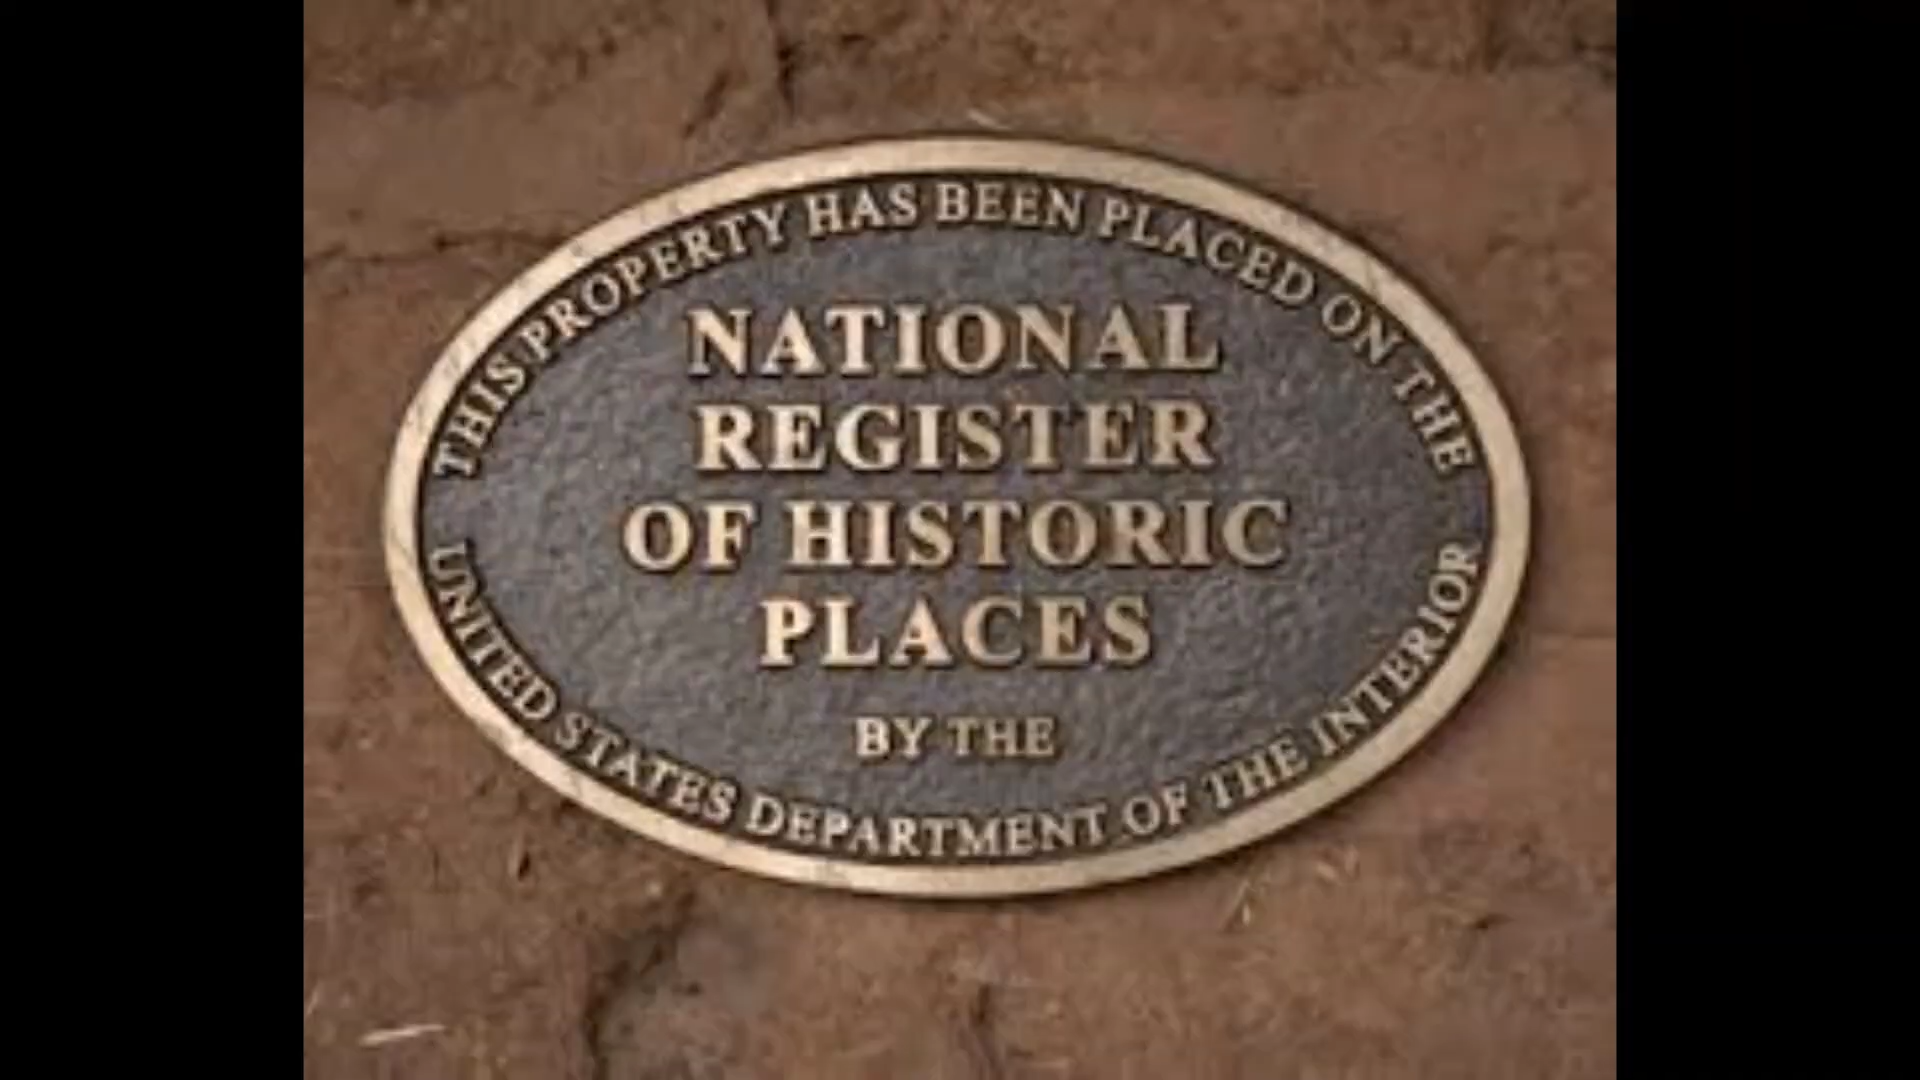 THIS PROPERTY HAS BEEN PLACED ON THE
NATIONAL
REGISTER
OF HISTORIC
PLACES
BY THE
UNITED STATES DEPARTMENT OF THE INTERIOR